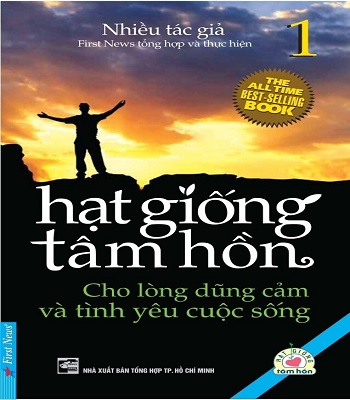 Nhiều tác giả
First News tổng hợp và thực hiện
1
THE
ALL TIME
BEST-SELLING
BOOK
hạt giống
tâm hồn
Cho lòng dũng cảm
và tình yêu cuộc sống
First News
NHÀ XUẤT BẢN TỔNG HỢP TP. HỒ CHÍ MINH
HẠT GIỐNG
tâm hồn